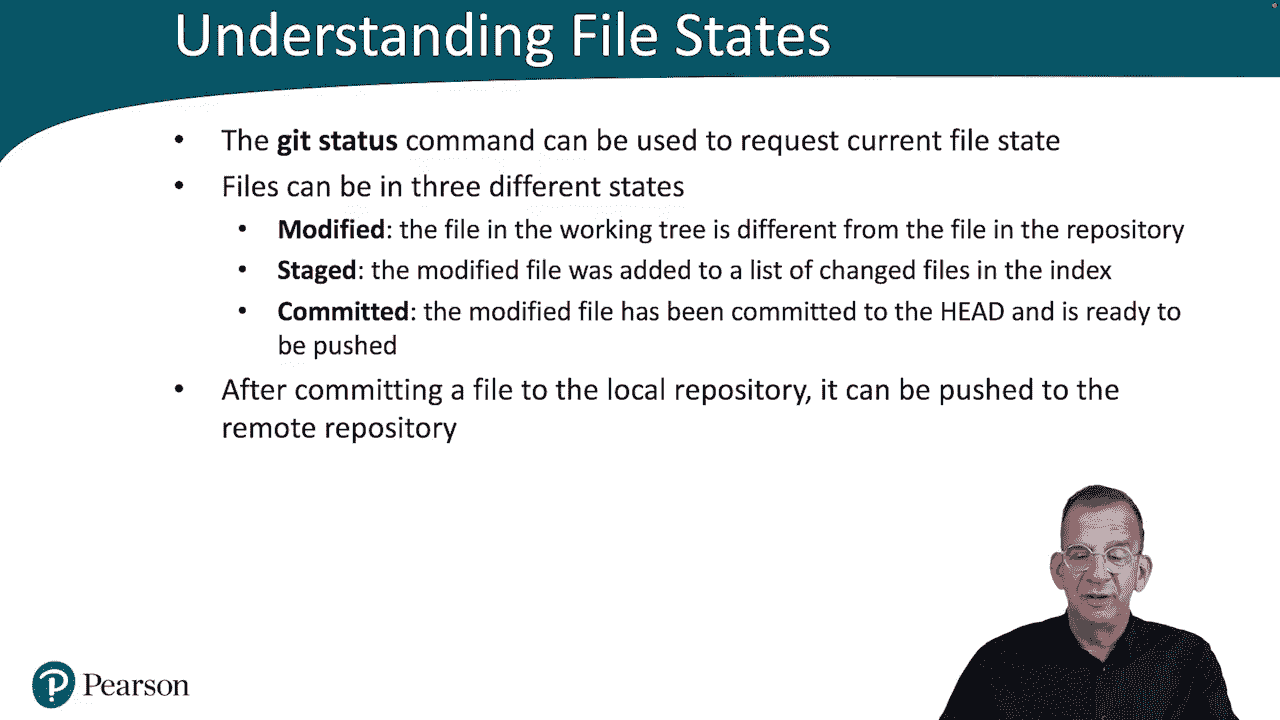 Understanding File States
• The git status command can be used to request current file state
• Files can be in three different states
• Modified: the file in the working tree is different from the file in the repository
• Staged: the modified file was added to a list of changed files in the index
• Committed: the modified file has been committed to the HEAD and is ready to
be pushed
• After committing a file to the local repository, it can be pushed to the
remote repository
Pearson